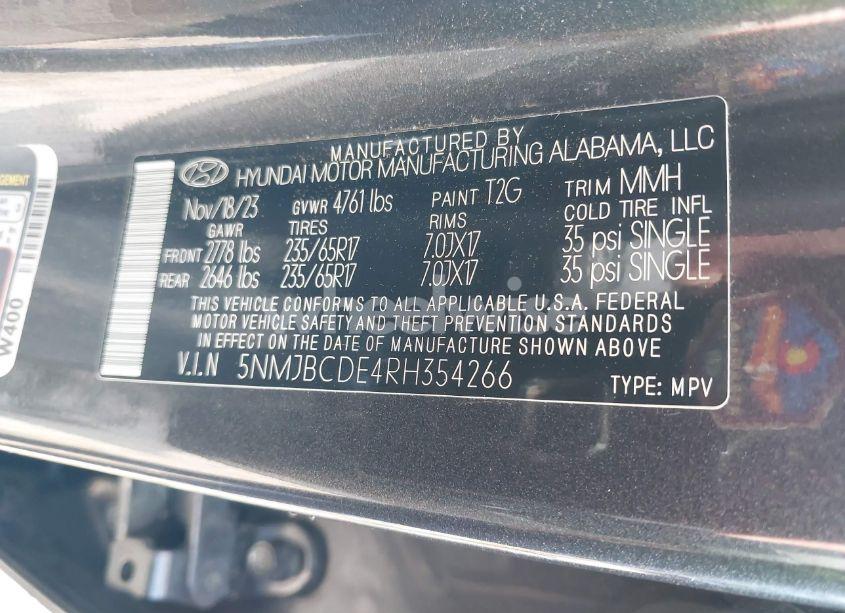 MANUFACTURED BY
HYUNDAI MOTOR MANUFACTURING ALABAMA, LLC
Nov/18/23 GVWR 4761 lbs PAINT T2G TRIM MMH
GAWR TIRES RIMS COLD TIRE INFL
FRONT 2778 lbs 235/65R17 7.0JX17 35 psi SINGLE
REAR 2646 lbs 235/65R17 7.0JX17 35 psi SINGLE
THIS VEHICLE CONFORMS TO ALL APPLICABLE U.S.A. FEDERAL
MOTOR VEHICLE SAFETY AND THEFT PREVENTION STANDARDS
IN EFFECT ON THE DATE OF MANUFACTURE SHOWN ABOVE
V.I.N 5NMJBCDE4RH354266
TYPE: MPV
W400